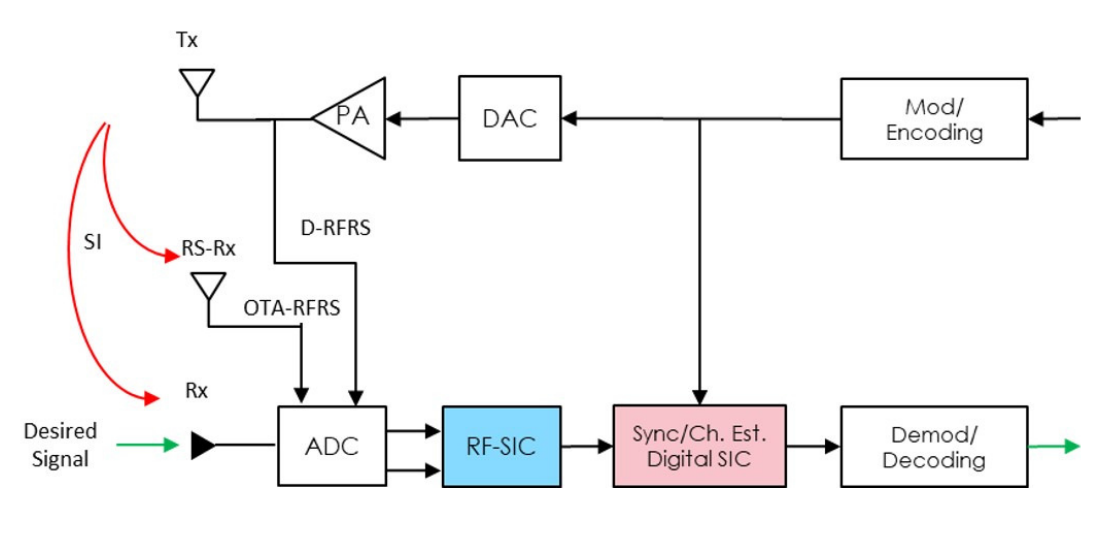 Tx
PA
DAC
Mod/
Encoding
D-RFRS
SI
RS-Rx
OTA-RFRS
Rx
Desired
Signal
ADC
RF-SIC
Sync/Ch. Est.
Digital SIC
Demod/
Decoding